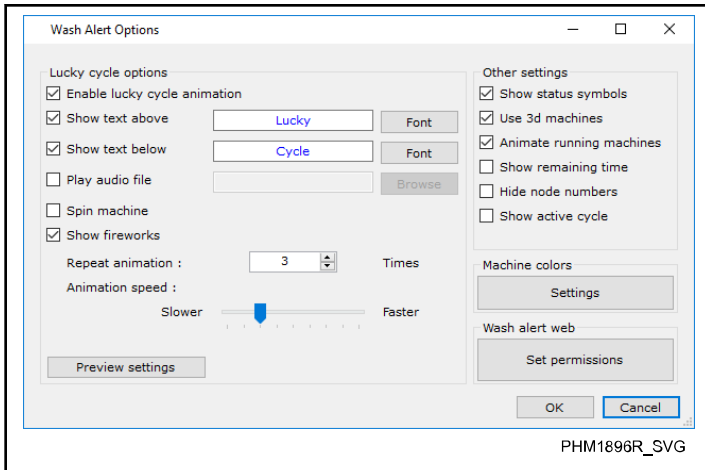 Wash Alert Options
Lucky cycle options
Enable lucky cycle animation
Show text above Lucky Font
Show text below Cycle Font
Play audio file Browse
Spin machine
Show fireworks
Repeat animation : 3 Times
Animation speed :
Slower Faster
Preview settings
Other settings
Show status symbols
Use 3d machines
Animate running machines
Show remaining time
Hide node numbers
Show active cycle
Machine colors
Settings
Wash alert web
Set permissions
OK Cancel
PHM1896R_SVG